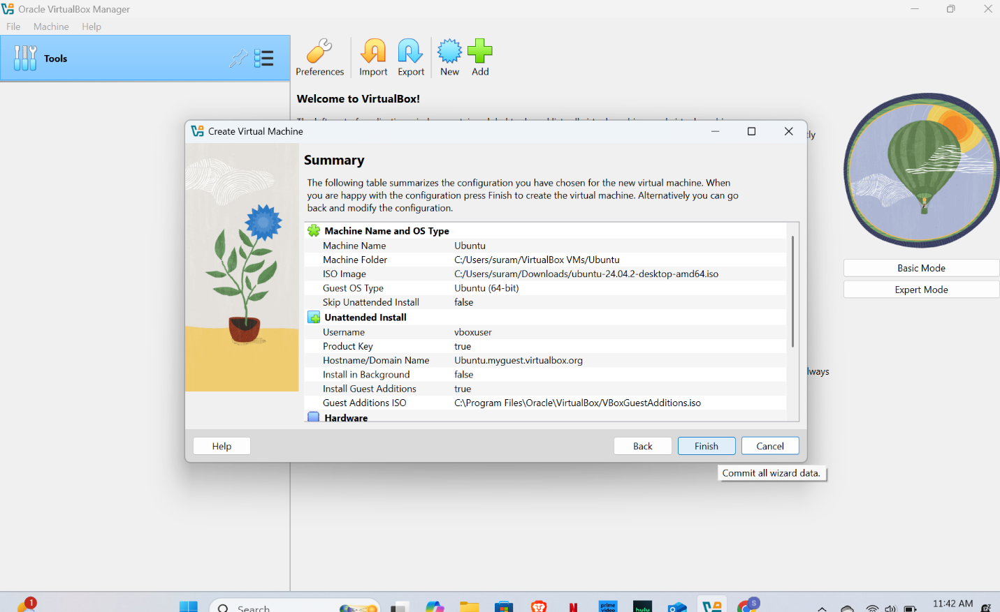 Oracle VirtualBox Manager
File Machine Help
Tools
Preferences Import Export New Add
Welcome to VirtualBox!
Create Virtual Machine
Summary
The following table summarizes the configuration you have chosen for the new virtual machine. When
you are happy with the configuration press Finish to create the virtual machine. Alternatively you can go
back and modify the configuration.
Machine Name and OS Type
Machine Name Ubuntu
Machine Folder C:/Users/suram/VirtualBox VMs/Ubuntu
ISO Image C:/Users/suram/Downloads/ubuntu-24.04.2-desktop-amd64.iso
Guest OS Type Ubuntu (64-bit)
Skip Unattended Install false
Unattended Install
Username vboxuser
Product Key true
Hostname/Domain Name Ubuntu.myguest.virtualbox.org
Install in Background false
Install Guest Additions true
Guest Additions ISO C:\Program Files\Oracle\VirtualBox/VBoxGuestAdditions.iso
Hardware
Help Back Finish Cancel
Commit all wizard data.
Basic Mode
Expert Mode
lways
1
Search
prime
video
hulu
N
S
11:42 AM